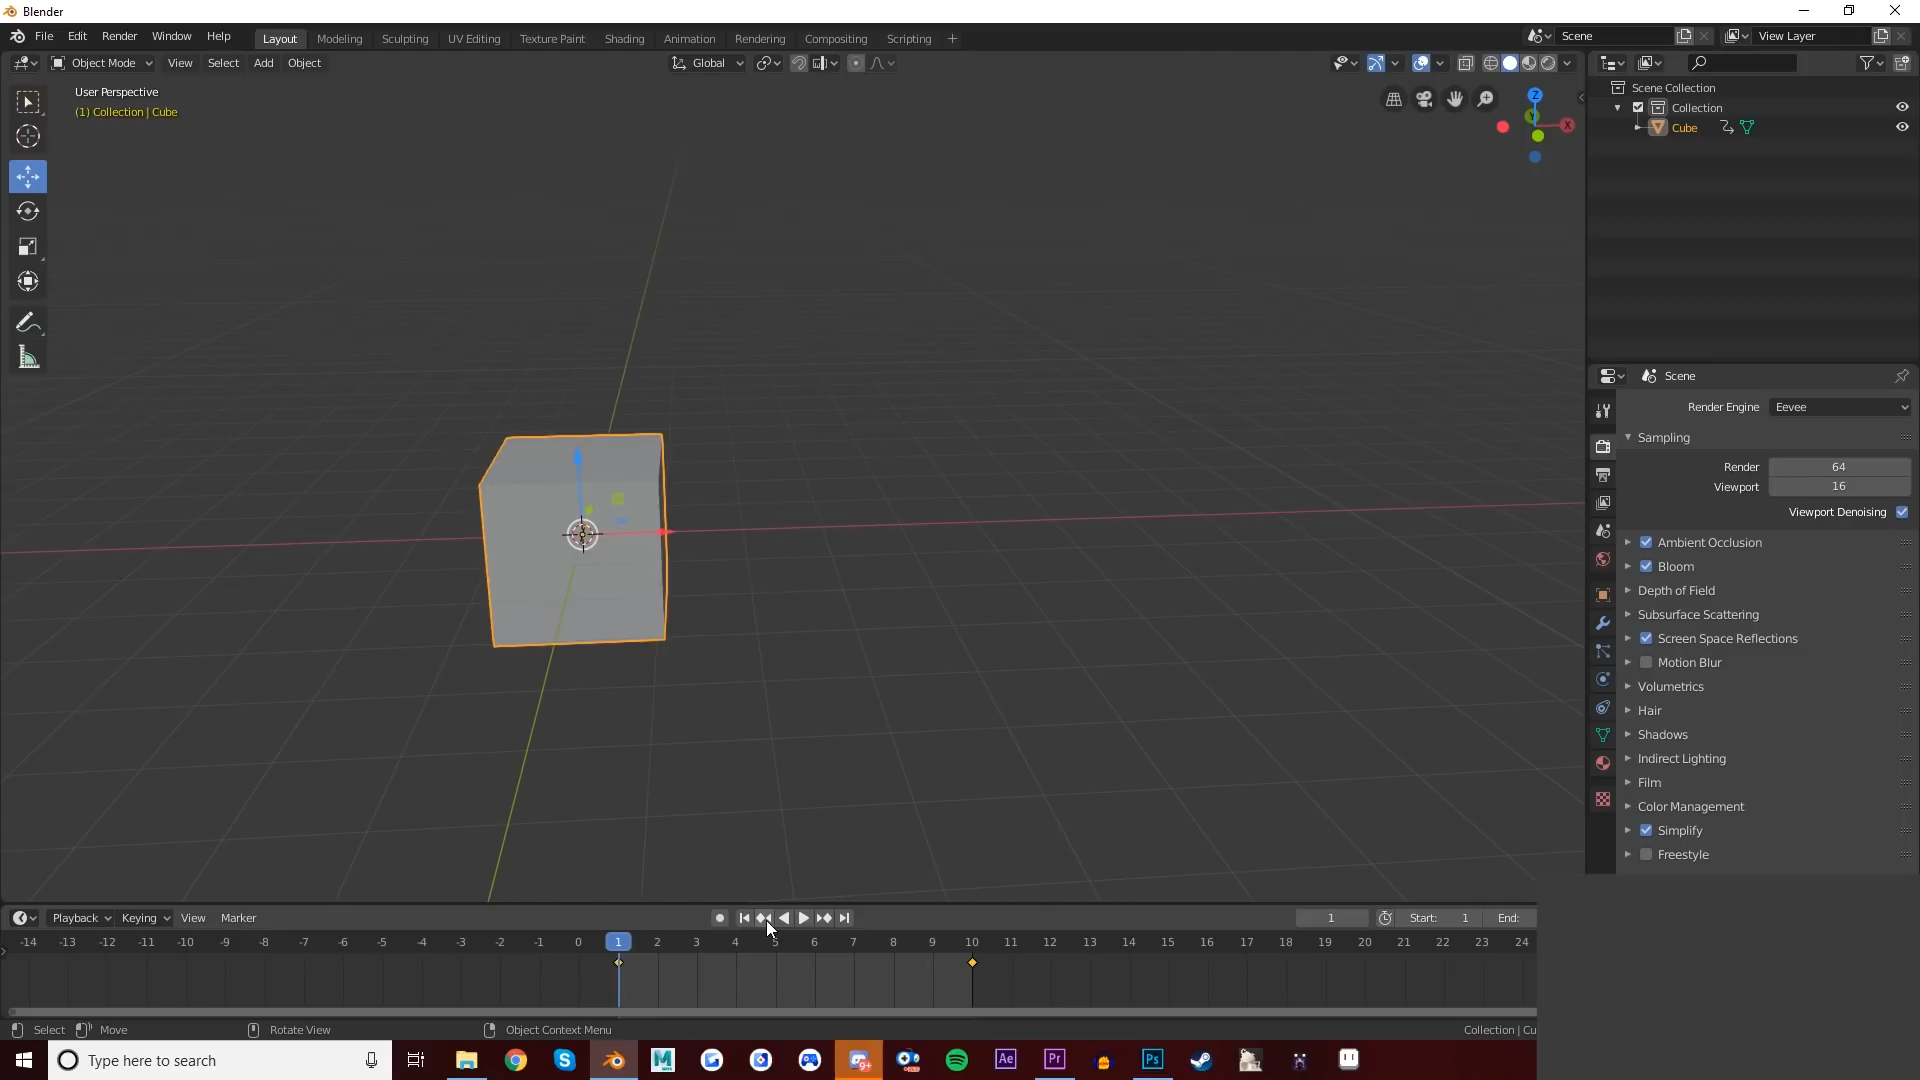 Blender
File Edit Render Window Help
Layout Modeling Sculpting UV Editing Texture Paint Shading Animation Rendering Compositing Scripting +
Scene
View Layer
Object Mode View Select Add Object
Global
User Perspective
(1) Collection | Cube
Z
Y
X
Scene Collection
Collection
Cube
Scene
Render Engine Eevee
Sampling
Render 64
Viewport 16
Viewport Denoising
Ambient Occlusion
Bloom
Depth of Field
Subsurface Scattering
Screen Space Reflections
Motion Blur
Volumetrics
Hair
Shadows
Indirect Lighting
Film
Color Management
Simplify
Freestyle
Playback Keying View Marker
1 Start: 1 End:
-14 -13 -12 -11 -10 -9 -8 -7 -6 -5 -4 -3 -2 -1 0 1 2 3 4 5 6 7 8 9 10 11 12 13 14 15 16 17 18 19 20 21 22 23 24
Select Move Rotate View Object Context Menu Collection | Cu
Type here to search
M
9+
Ae
Pr
Ps